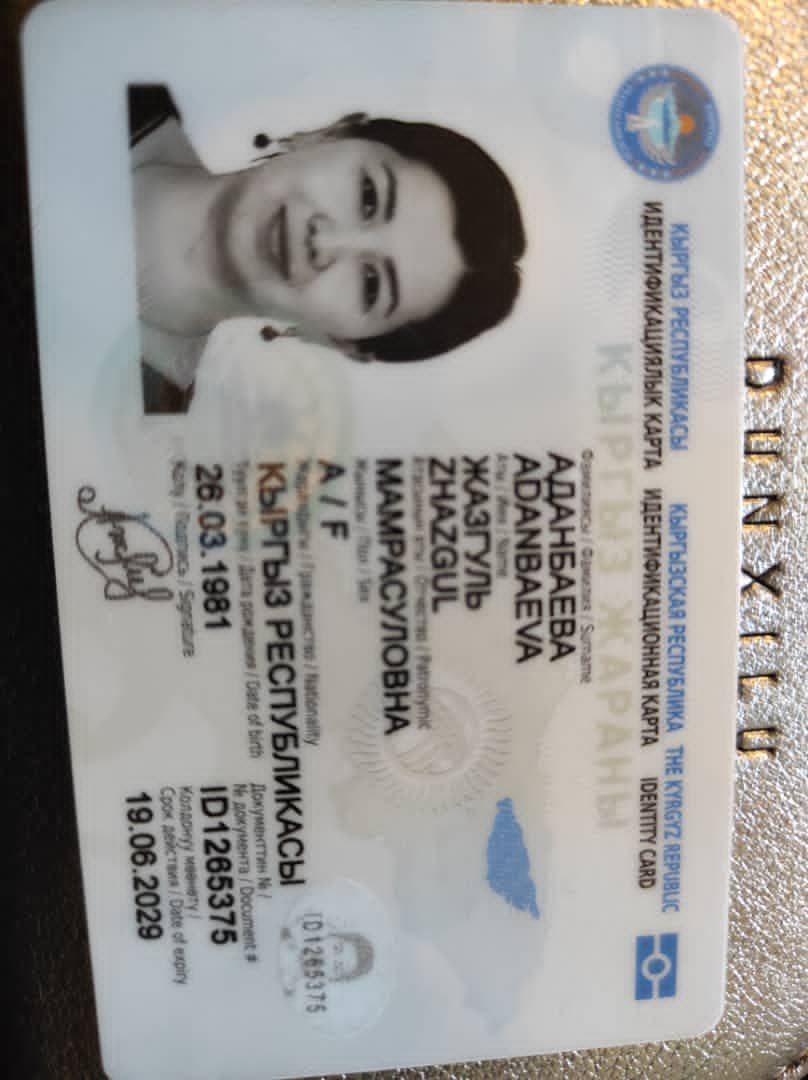 КЫРГЫЗ РЕСПУБЛИКАСЫ КЫРГЫЗСКАЯ РЕСПУБЛИКА THE KYRGYZ REPUBLIC
ИДЕНТИФИКАЦИЯЛЫК КАРТА ИДЕНТИФИКАЦИОННАЯ КАРТА IDENTITY CARD
КЫРГЫЗ ЖАРАНЫ
Фамилиясы / Фамилия / Surname
АДАНБАЕВА
ADANBAEVA
Аты / Имя / Name
ЖАЗГУЛЬ
ZHAZGUL
Атасынын аты / Отчество / Patronymic
МАМРАСУЛОВНА
Жынысы / Пол / Sex
А / F
Жарандыгы / Гражданство / Nationality
КЫРГЫЗ РЕСПУБЛИКАСЫ
Туулган күнү / Дата рождения / Date of birth
26.03.1981
Документтин № /
№ документа / Document #
ID1265375
Колу / Подпись / Signature
Колдонуу мөөнөтү /
Срок действия / Date of expiry
19.06.2029
ID1265375
DUNXILU